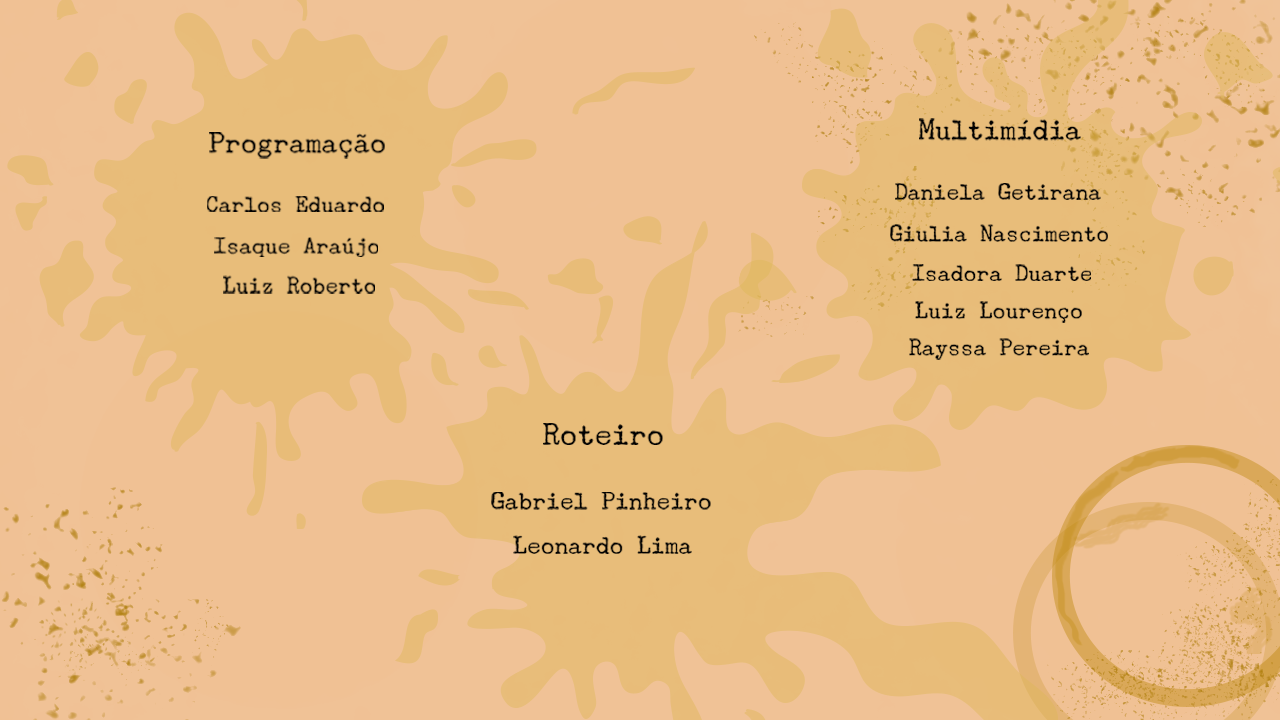 Programação
Carlos Eduardo
Isaque Araújo
Luiz Roberto
Multimídia
Daniela Getirana
Giulia Nascimento
Isadora Duarte
Luiz Lourenço
Rayssa Pereira
Roteiro
Gabriel Pinheiro
Leonardo Lima